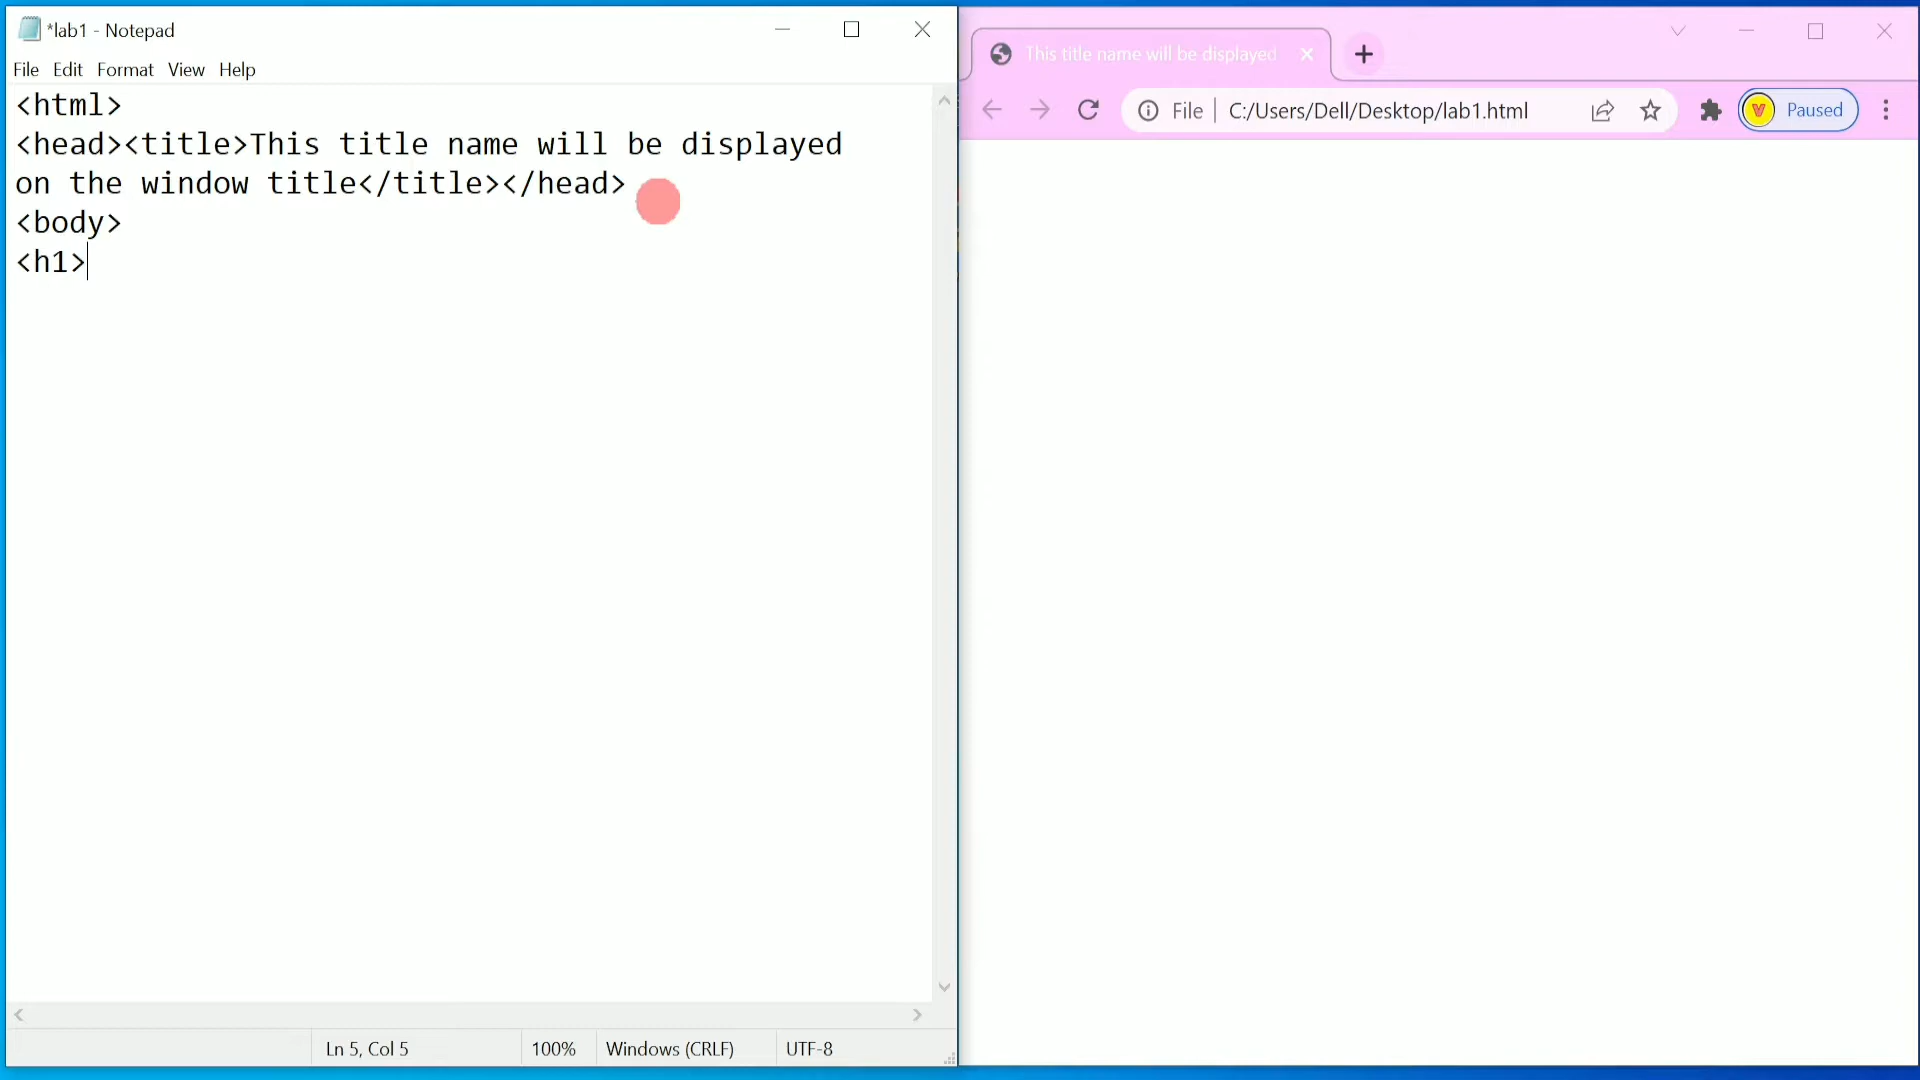 *lab1 - Notepad
File Edit Format View Help
<html>
<head><title>This title name will be displayed
on the window title</title></head>
<body>
<h1>
Ln 5, Col 5 100% Windows (CRLF) UTF-8
This title name will be displayed
File C:/Users/Dell/Desktop/lab1.html V Paused